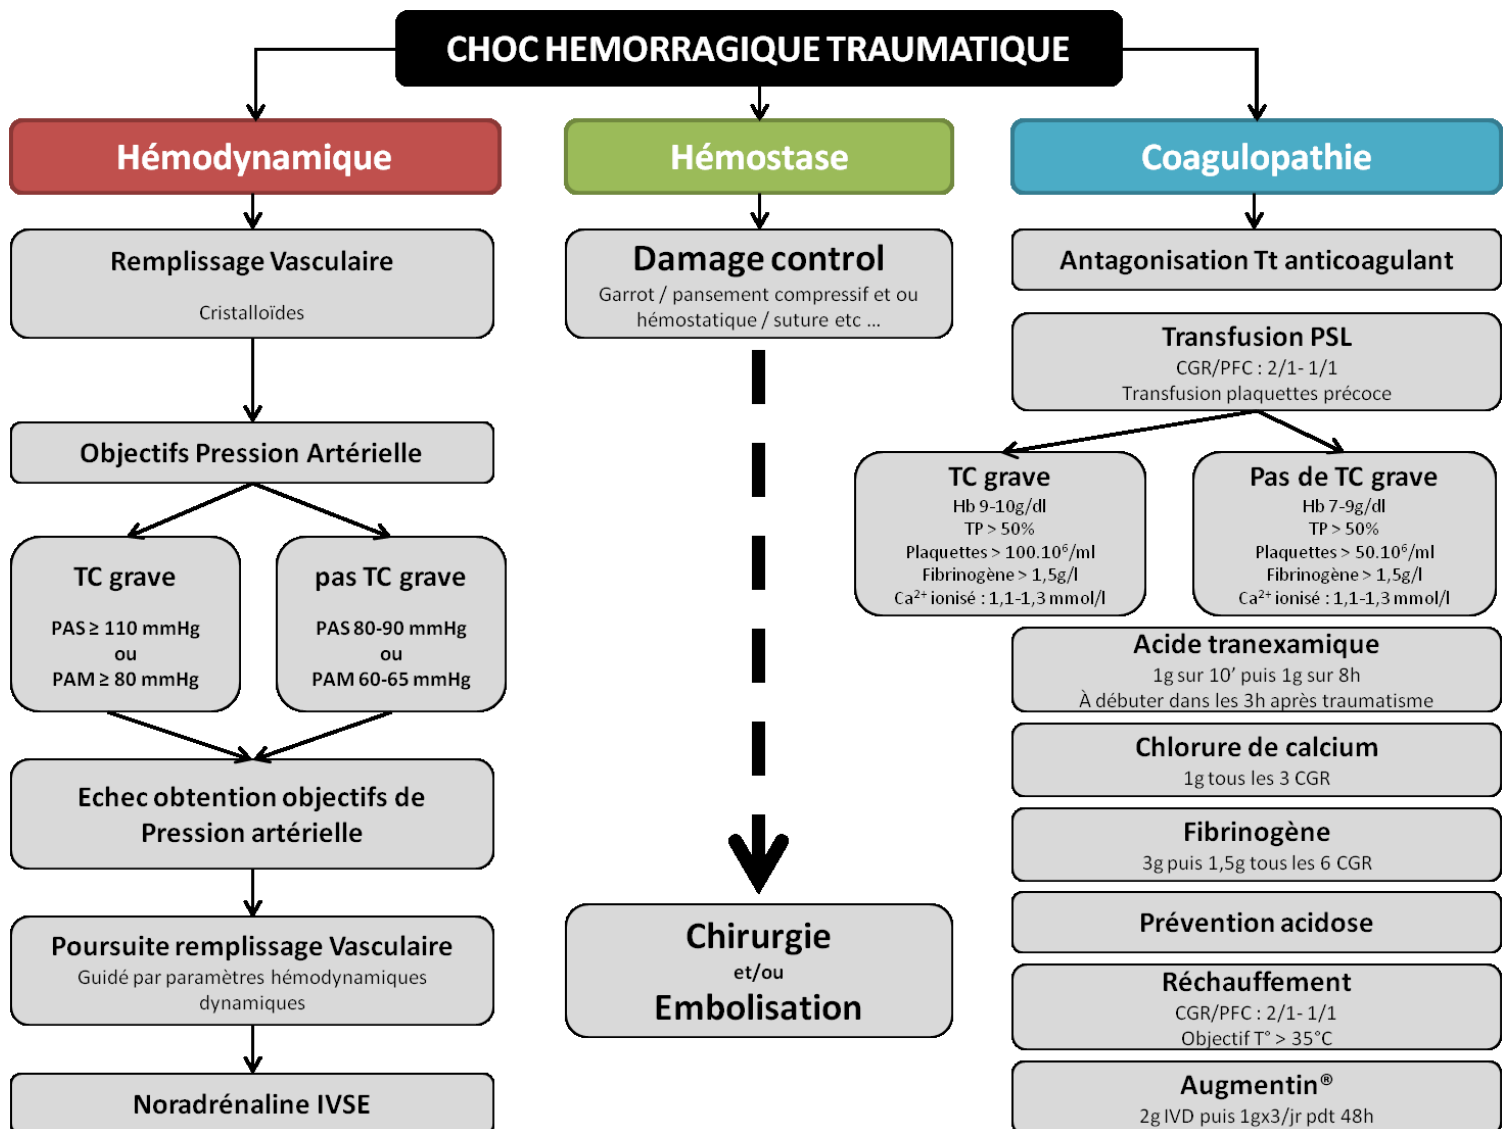 CHOC HEMORRAGIQUE TRAUMATIQUE
Hémodynamique
Remplissage Vasculaire
Cristalloïdes
Objectifs Pression Artérielle
TC grave
PAS ≥ 110 mmHg
ou
PAM ≥ 80 mmHg
pas TC grave
PAS 80-90 mmHg
ou
PAM 60-65 mmHg
Echec obtention objectifs de
Pression artérielle
Poursuite remplissage Vasculaire
Guidé par paramètres hémodynamiques
dynamiques
Noradrénaline IVSE
Hémostase
Damage control
Garrot / pansement compressif et ou
hémostatique / suture etc ...
Chirurgie
et/ou
Embolisation
Coagulopathie
Antagonisation Tt anticoagulant
Transfusion PSL
CGR/PFC : 2/1- 1/1
Transfusion plaquettes précoce
TC grave
Hb 9-10g/dl
TP > 50%
Plaquettes > 100.10⁶/ml
Fibrinogène > 1,5g/l
Ca²⁺ ionisé : 1,1-1,3 mmol/l
Pas de TC grave
Hb 7-9g/dl
TP > 50%
Plaquettes > 50.10⁶/ml
Fibrinogène > 1,5g/l
Ca²⁺ ionisé : 1,1-1,3 mmol/l
Acide tranexamique
1g sur 10’ puis 1g sur 8h
À débuter dans les 3h après traumatisme
Chlorure de calcium
1g tous les 3 CGR
Fibrinogène
3g puis 1,5g tous les 6 CGR
Prévention acidose
Réchauffement
CGR/PFC : 2/1- 1/1
Objectif T° > 35°C
Augmentin®
2g IVD puis 1gx3/jr pdt 48h